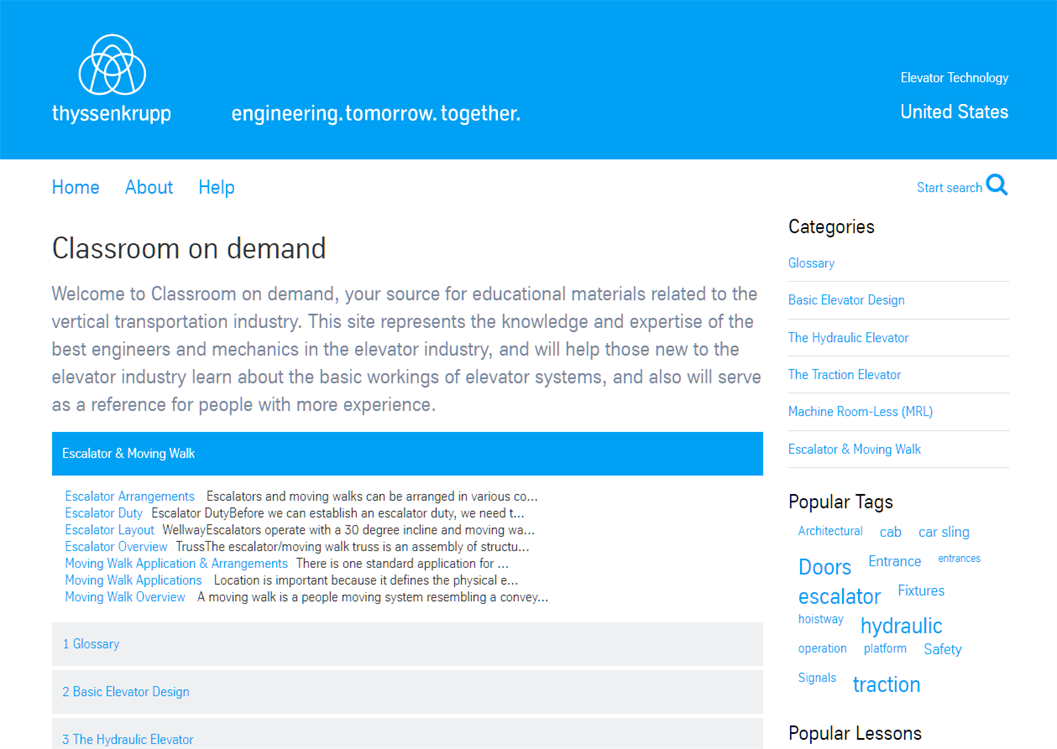 thyssenkrupp
engineering.tomorrow.together.
Elevator Technology
United States
Home About Help
Start search
Classroom on demand
Welcome to Classroom on demand, your source for educational materials related to the
vertical transportation industry. This site represents the knowledge and expertise of the
best engineers and mechanics in the elevator industry, and will help those new to the
elevator industry learn about the basic workings of elevator systems, and also will serve
as a reference for people with more experience.
Escalator & Moving Walk
Escalator Arrangements Escalators and moving walks can be arranged in various co...
Escalator Duty Escalator DutyBefore we can establish an escalator duty, we need t...
Escalator Layout WellwayEscalators operate with a 30 degree incline and moving wa...
Escalator Overview TrussThe escalator/moving walk truss is an assembly of structu...
Moving Walk Application & Arrangements There is one standard application for ...
Moving Walk Applications Location is important because it defines the physical e...
Moving Walk Overview A moving walk is a people moving system resembling a convey...
1 Glossary
2 Basic Elevator Design
3 The Hydraulic Elevator
Categories
Glossary
Basic Elevator Design
The Hydraulic Elevator
The Traction Elevator
Machine Room-Less (MRL)
Escalator & Moving Walk
Popular Tags
Architectural cab car sling
Doors Entrance entrances
escalator Fixtures
hoistway hydraulic
operation platform Safety
Signals traction
Popular Lessons